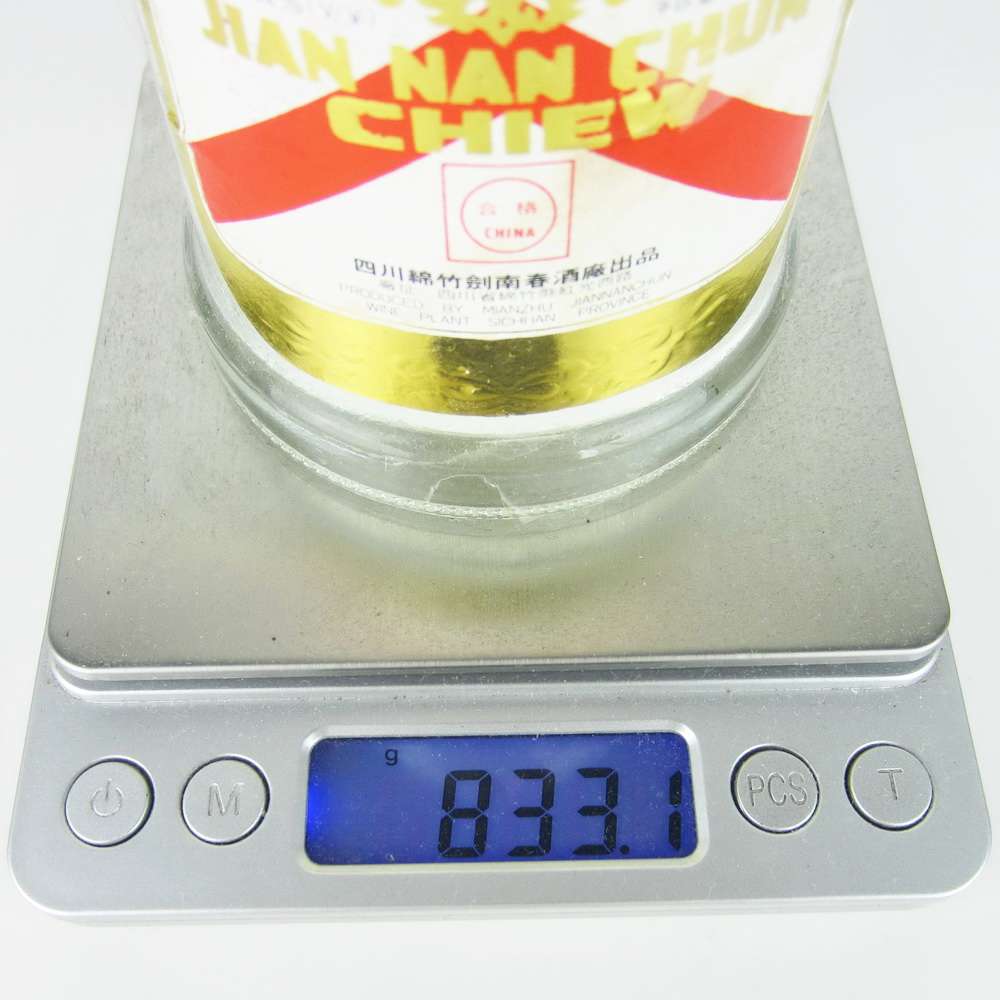 JIAN NAN CHUN
CHIEW
合格
CHINA
四川綿竹劍南春酒廠出品
PRODUCED BY MIANZHU JIANNANCHUN
WINE PLANT SICHUAN PROVINCE
g
833.1
M
PCS
T